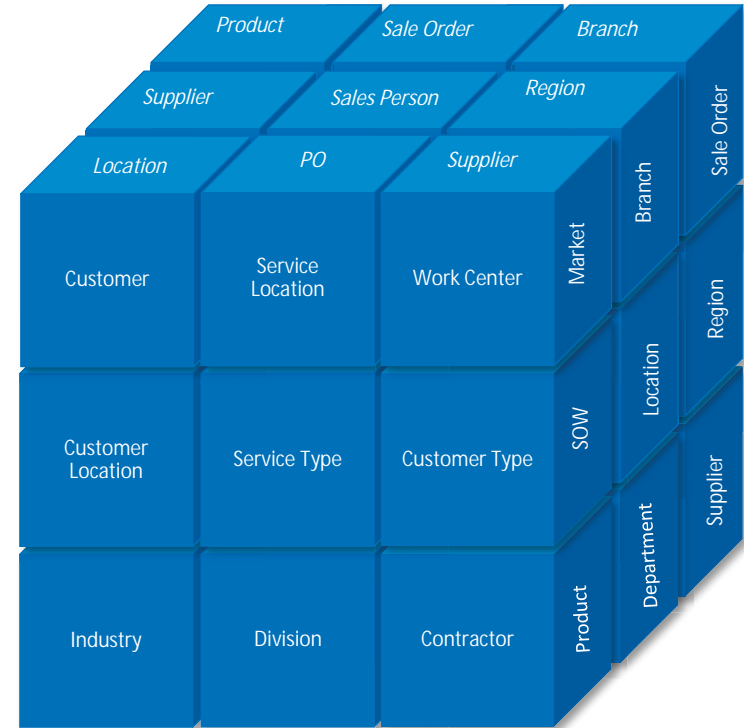 Product
Sale Order
Branch
Supplier
Sales Person
Region
Location
PO
Supplier
Customer
Service
Location
Work Center
Market
Branch
Sale Order
Customer
Location
Service Type
Customer Type
SOW
Location
Region
Industry
Division
Contractor
Product
Department
Supplier